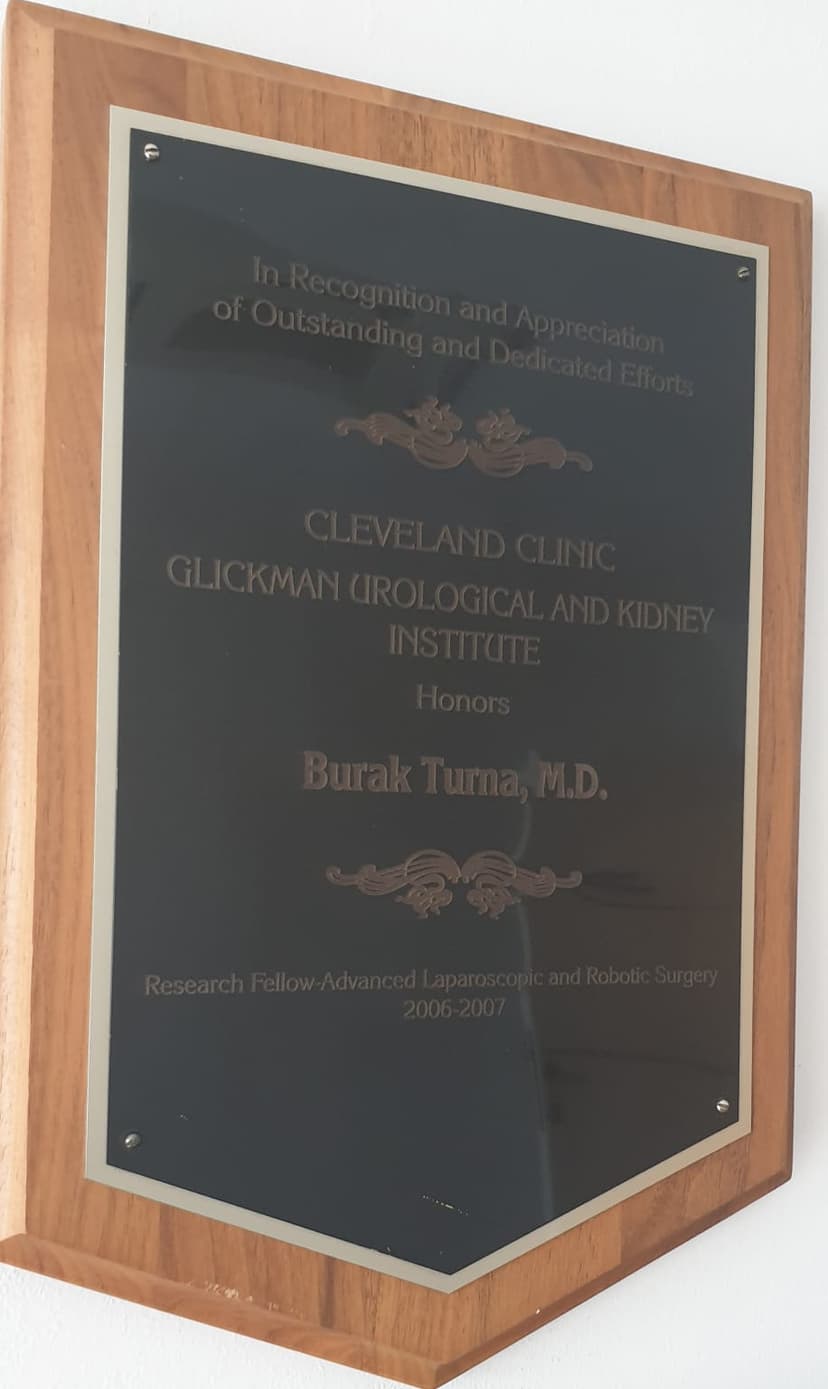 In Recognition and Appreciation
of Outstanding and Dedicated Efforts
CLEVELAND CLINIC
GLICKMAN UROLOGICAL AND KIDNEY
INSTITUTE
Honors
Burak Turna, M.D.
Research Fellow-Advanced Laparoscopic and Robotic Surgery
2006-2007